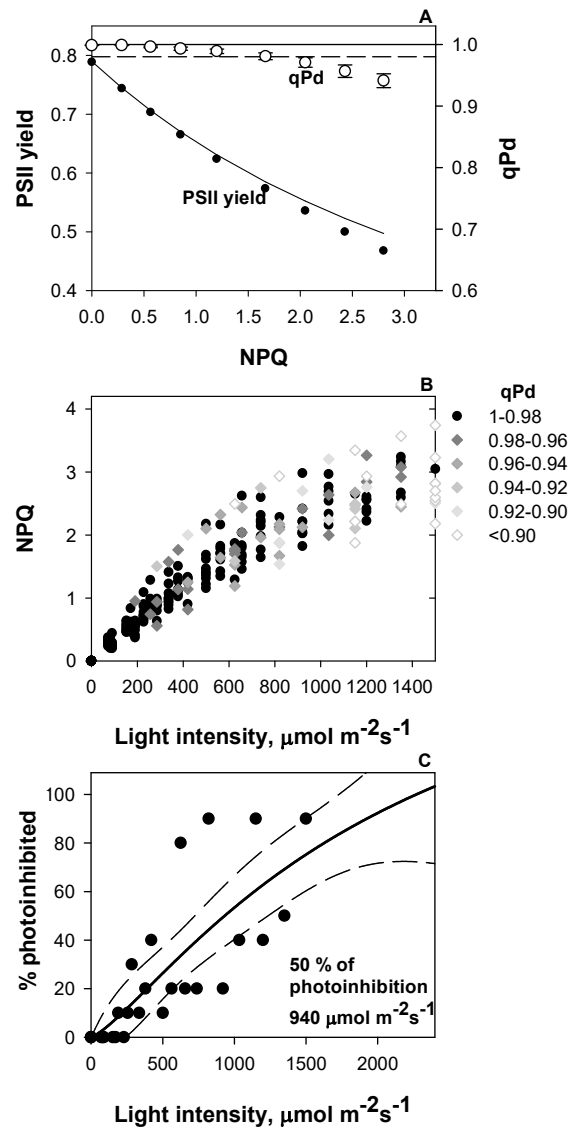 A
0.8
0.7
0.6
0.5
0.4
PSII yield
1.0
0.9
0.8
0.7
0.6
qPd
qPd
PSII yield
0.0 0.5 1.0 1.5 2.0 2.5 3.0
NPQ
B
4
3
2
1
0
NPQ
qPd
1-0.98
0.98-0.96
0.96-0.94
0.94-0.92
0.92-0.90
<0.90
0 200 400 600 800 1000 1200 1400
Light intensity, μmol m⁻²s⁻¹
C
100
80
60
40
20
0
% photoinhibited
50 % of
photoinhibition
940 μmol m⁻²s⁻¹
0 500 1000 1500 2000
Light intensity, μmol m⁻²s⁻¹